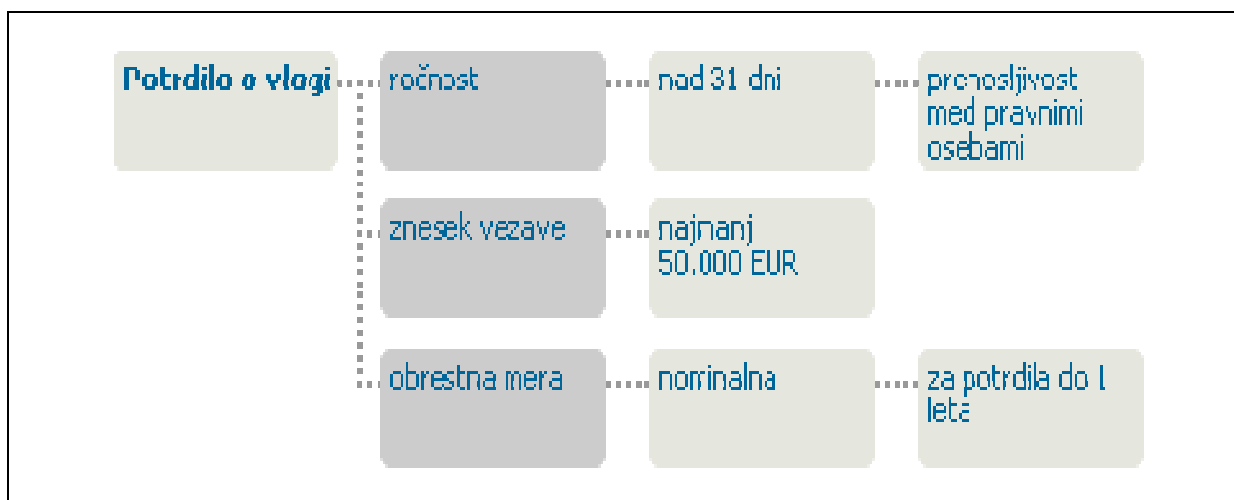 Potrdilo o vlogi
ročnost
nad 31 dni
prenosljivost
med pravnimi
osebami
znesek vezave
najmanj
50.000 EUR
obrestna mera
nominalna
za potrdila do 1
leta